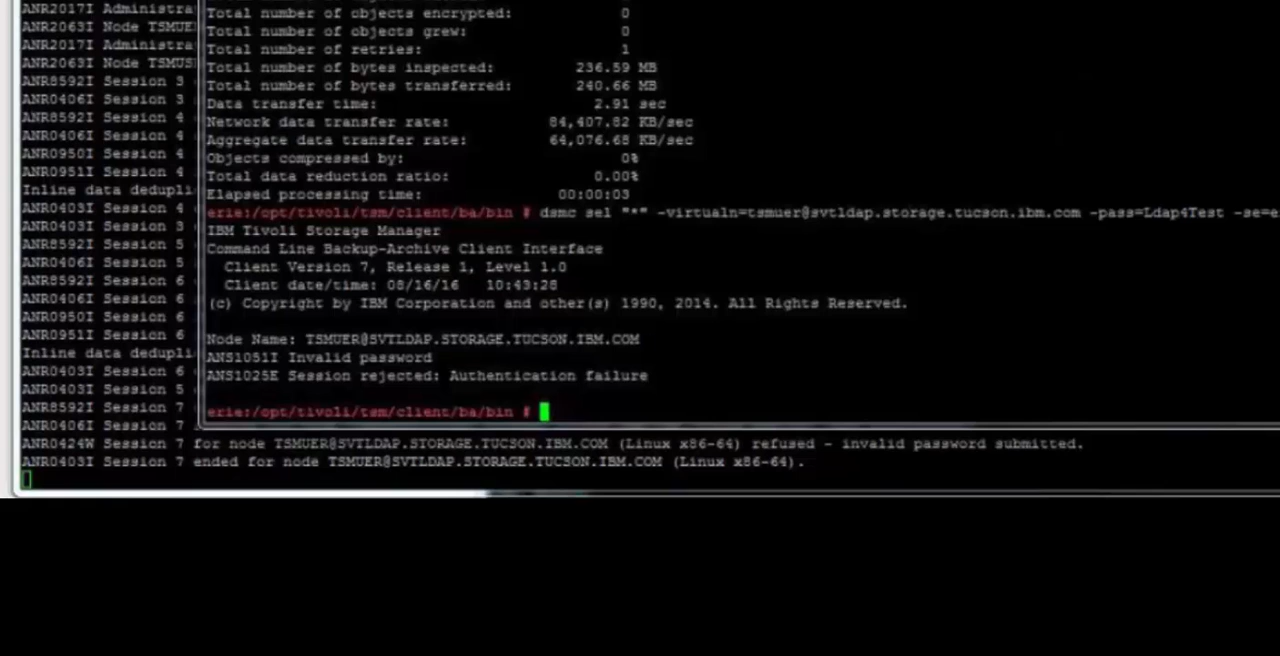 ANR2017I Administra
ANR2063I Node TSMUE
ANR2017I Administra
ANR2063I Node TSMUS
ANR8592I Session 3
ANR0406I Session 3
ANR8592I Session 4
ANR0406I Session 4
ANR0950I Session 4
ANR0951I Session 4
Inline data dedupli
ANR0403I Session 4
ANR0403I Session 3
ANR8592I Session 5
ANR0406I Session 5
ANR8592I Session 6
ANR0406I Session 6
ANR0950I Session 6
ANR0951I Session 6
Inline data dedupli
ANR0403I Session 6
ANR0403I Session 5
ANR8592I Session 7
ANR0406I Session 7
ANR0424W Session 7 for node TSMUER@SVTLDAP.STORAGE.TUCSON.IBM.COM (Linux x86-64) refused - invalid password submitted.
ANR0403I Session 7 ended for node TSMUER@SVTLDAP.STORAGE.TUCSON.IBM.COM (Linux x86-64).
Total number of objects encrypted: 0
Total number of objects grew: 0
Total number of retries: 1
Total number of bytes inspected: 236.59 MB
Total number of bytes transferred: 240.66 MB
Data transfer time: 2.91 sec
Network data transfer rate: 84,407.82 KB/sec
Aggregate data transfer rate: 64,076.68 KB/sec
Objects compressed by: 0%
Total data reduction ratio: 0.00%
Elapsed processing time: 00:00:03
erie:/opt/tivoli/tsm/client/ba/bin # dsmc sel "*" -virtualn=tsmuer@svtldap.storage.tucson.ibm.com -pass=Ldap4Test -se=e
IBM Tivoli Storage Manager
Command Line Backup-Archive Client Interface
Client Version 7, Release 1, Level 1.0
Client date/time: 08/16/16 10:43:28
(c) Copyright by IBM Corporation and other(s) 1990, 2014. All Rights Reserved.
Node Name: TSMUER@SVTLDAP.STORAGE.TUCSON.IBM.COM
ANS1051I Invalid password
ANS1025E Session rejected: Authentication failure
erie:/opt/tivoli/tsm/client/ba/bin #